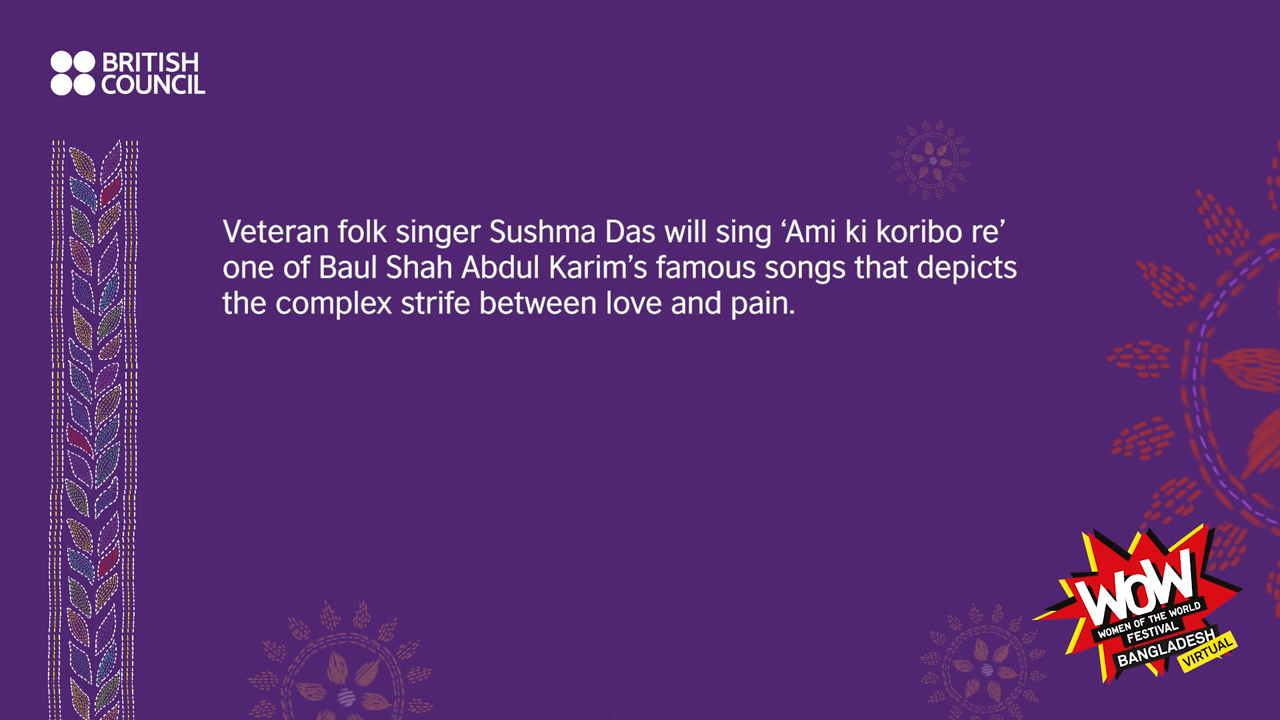 BRITISH
COUNCIL
Veteran folk singer Sushma Das will sing ‘Ami ki koribo re’
one of Baul Shah Abdul Karim’s famous songs that depicts
the complex strife between love and pain.
WOW
WOMEN OF THE WORLD
FESTIVAL
BANGLADESH
VIRTUAL